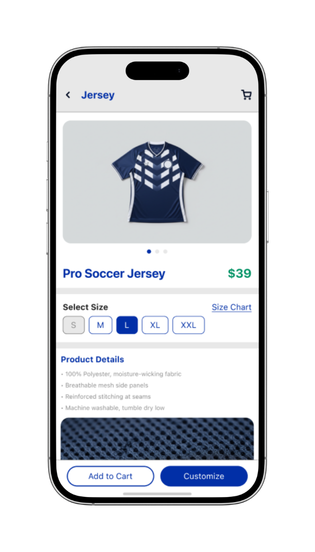 Jersey
Pro Soccer Jersey $39
Select Size Size Chart
S M L XL XXL
Product Details
• 100% Polyester, moisture-wicking fabric
• Breathable mesh side panels
• Reinforced stitching at seams
• Machine washable, tumble dry low
Add to Cart Customize